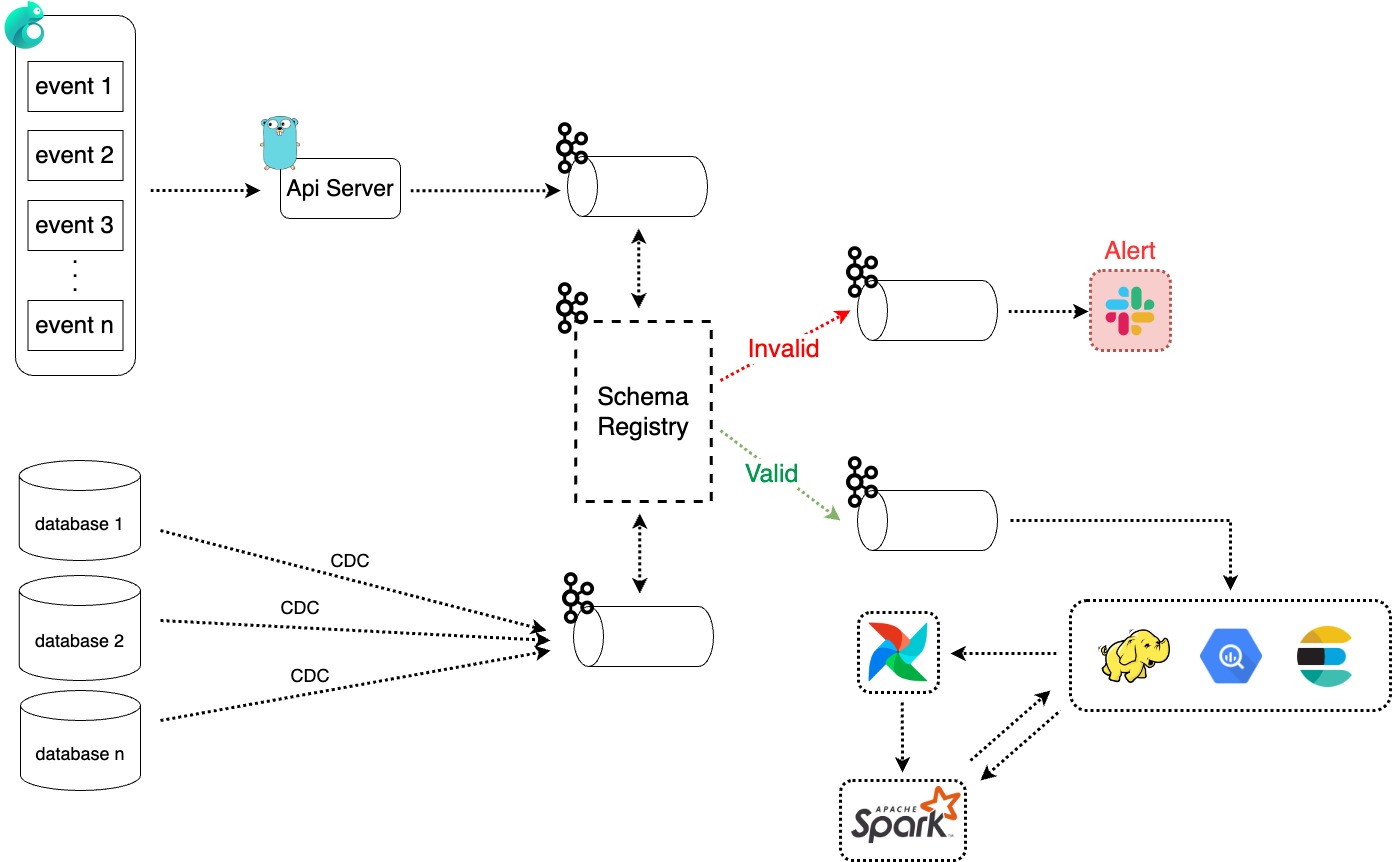 event 1
event 2
event 3
event n
Api Server
Alert
Invalid
Schema
Registry
Valid
database 1
database 2
database n
CDC
CDC
CDC
APACHE
Spark